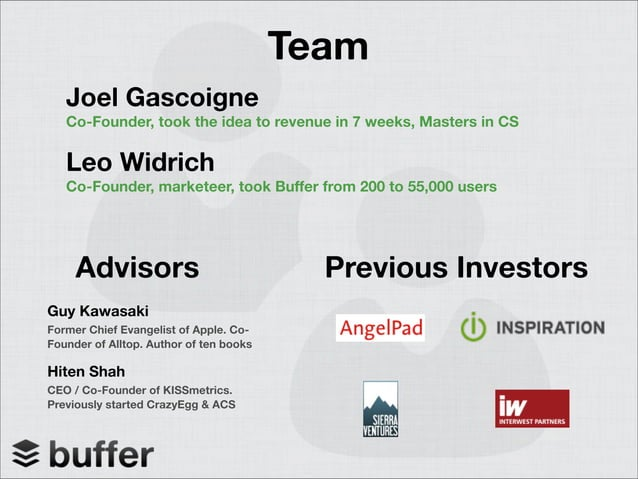 Team
Joel Gascoigne
Co-Founder, took the idea to revenue in 7 weeks, Masters in CS
Leo Widrich
Co-Founder, marketeer, took Buffer from 200 to 55,000 users
Advisors
Guy Kawasaki
Former Chief Evangelist of Apple. Co-
Founder of Alltop. Author of ten books
Hiten Shah
CEO / Co-Founder of KISSmetrics.
Previously started CrazyEgg & ACS
Previous Investors
AngelPad
INSPIRATION
SIERRA
VENTURES
iw
INTERWEST PARTNERS
buffer